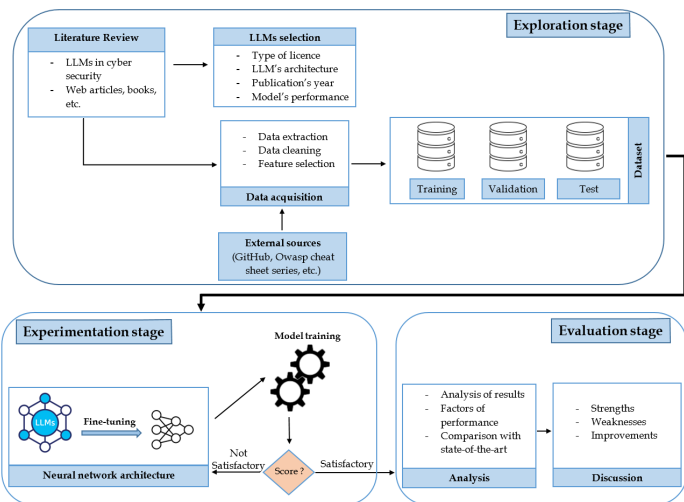 Exploration stage
Literature Review
- LLMs in cyber
security
- Web articles, books,
etc.
LLMs selection
- Type of licence
- LLM's architecture
- Publication's year
- Model's performance
- Data extraction
- Data cleaning
- Feature selection
Data acquisition
Training
Validation
Test
Dataset
External sources
(GitHub, Owasp cheat
sheet series, etc.)
Experimentation stage
Model training
LLMs
Fine-tuning
Neural network architecture
Not
Satisfactory
Score ?
Satisfactory
Evaluation stage
- Analysis of results
- Factors of
performance
- Comparison with
state-of-the-art
Analysis
- Strengths
- Weaknesses
- Improvements
Discussion